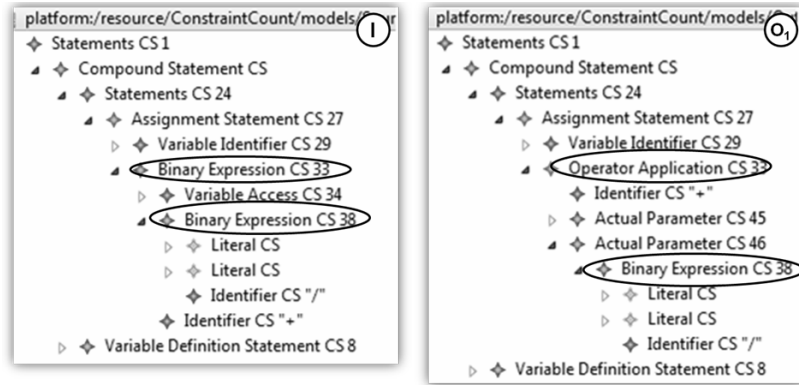 platform:/resource/ConstraintCount/models/
I
Statements CS 1
Compound Statement CS
Statements CS 24
Assignment Statement CS 27
Variable Identifier CS 29
Binary Expression CS 33
Variable Access CS 34
Binary Expression CS 38
Literal CS
Literal CS
Identifier CS "/"
Identifier CS "+"
Variable Definition Statement CS 8
platform:/resource/ConstraintCount/models/
O1
Statements CS 1
Compound Statement CS
Statements CS 24
Assignment Statement CS 27
Variable Identifier CS 29
Operator Application CS 33
Identifier CS "+"
Actual Parameter CS 45
Actual Parameter CS 46
Binary Expression CS 38
Literal CS
Literal CS
Identifier CS "/"
Variable Definition Statement CS 8